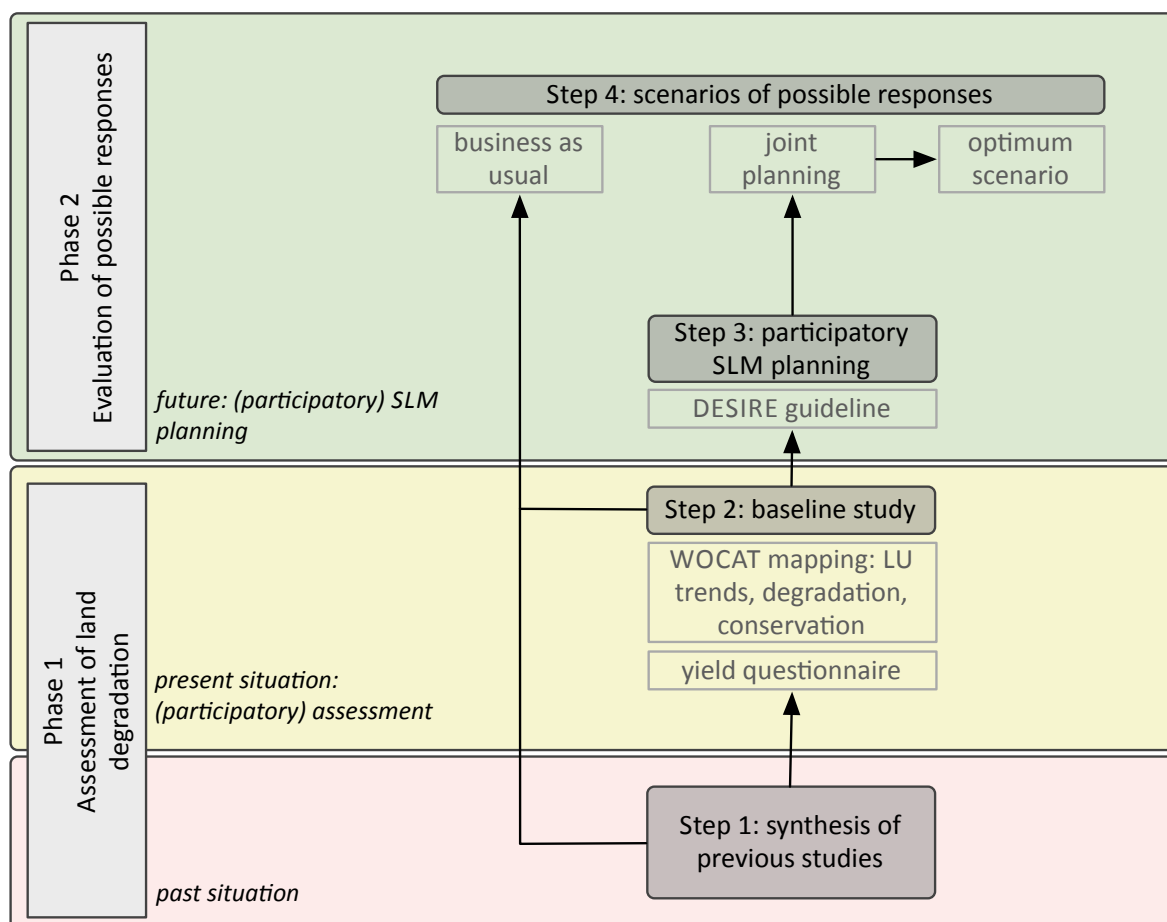 Phase 2
Evaluation of possible responses
Step 4: scenarios of possible responses
business as
usual
joint
planning
optimum
scenario
Step 3: participatory
SLM planning
DESIRE guideline
future: (participatory) SLM
planning
Phase 1
Assessment of land
degradation
Step 2: baseline study
WOCAT mapping: LU
trends, degradation,
conservation
yield questionnaire
present situation:
(participatory) assessment
Step 1: synthesis of
previous studies
past situation